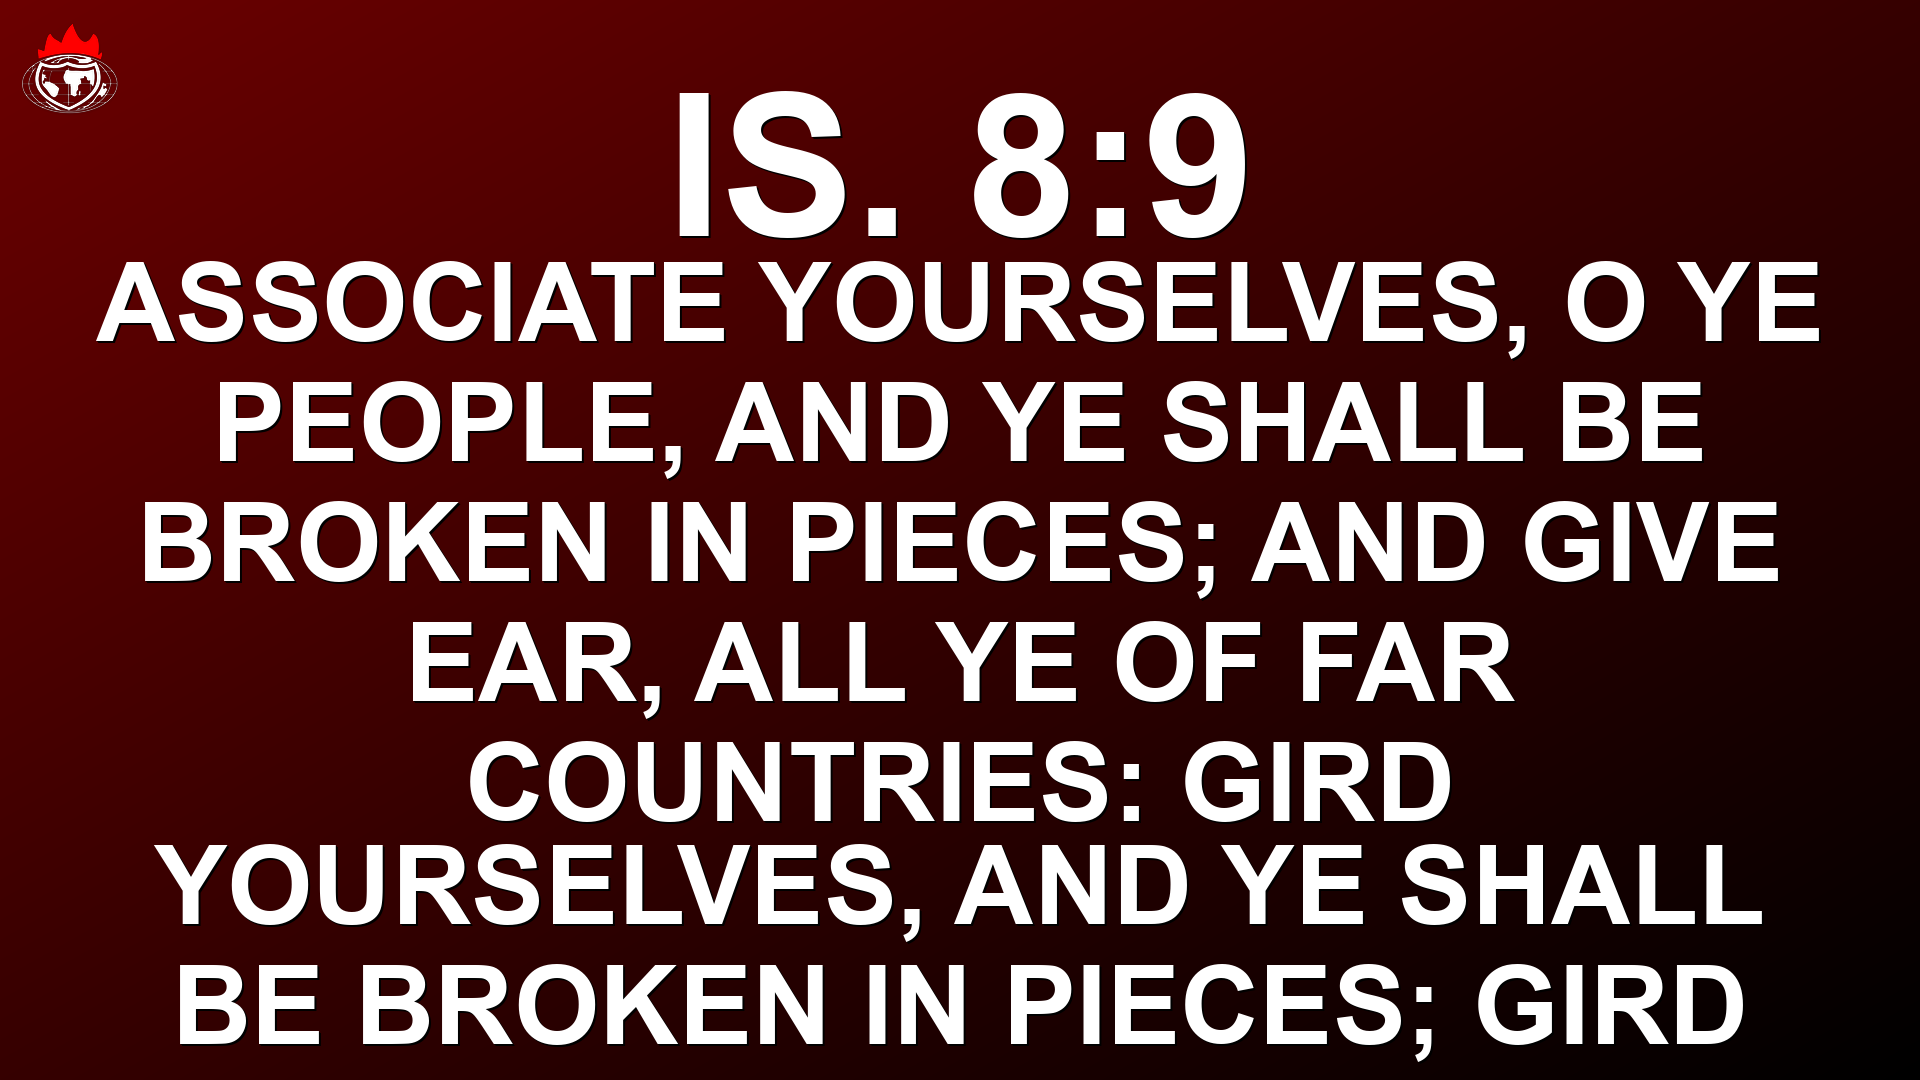 IS. 8:9
ASSOCIATE YOURSELVES, O YE
PEOPLE, AND YE SHALL BE
BROKEN IN PIECES; AND GIVE
EAR, ALL YE OF FAR
COUNTRIES: GIRD
YOURSELVES, AND YE SHALL
BE BROKEN IN PIECES; GIRD